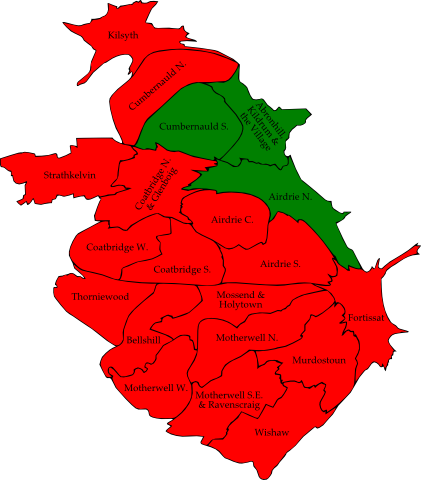 Kilsyth
Cumbernauld N.
Cumbernauld S.
Abronhill,
Kildrum &
the Village
Strathkelvin
Coatbridge N.
& Glenboig
Airdrie N.
Airdrie C.
Coatbridge W.
Coatbridge S.
Airdrie S.
Thorniewood
Mossend &
Holytown
Fortissat
Bellshill
Motherwell N.
Murdostoun
Motherwell W.
Motherwell S.E.
& Ravenscraig
Wishaw